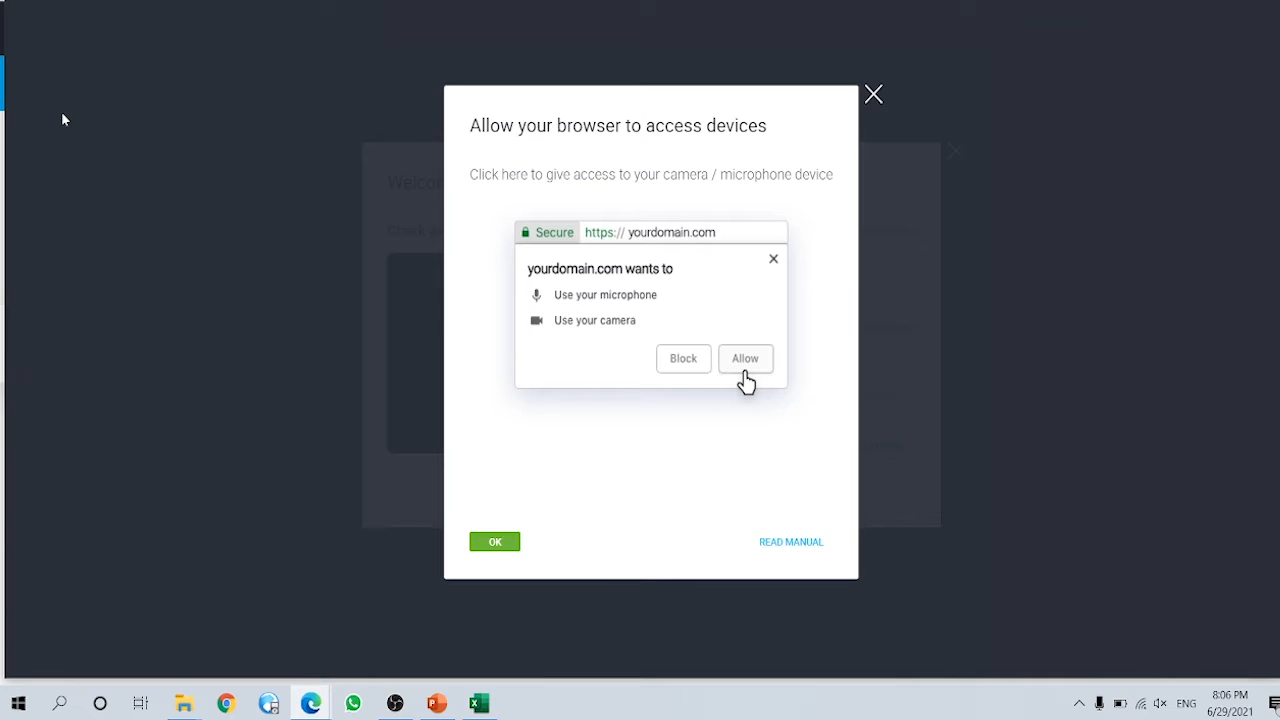 Allow your browser to access devices
Click here to give access to your camera / microphone device
Secure https:// yourdomain.com
yourdomain.com wants to
Use your microphone
Use your camera
Block Allow
OK READ MANUAL
ENG 8:06 PM
6/29/2021